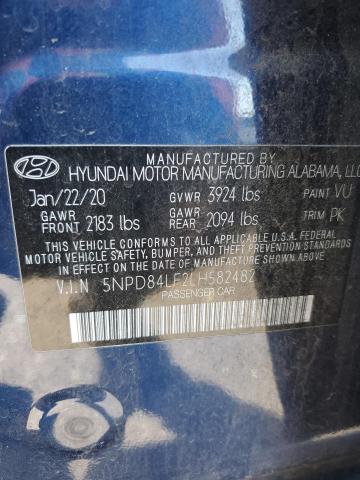 MANUFACTURED BY
HYUNDAI MOTOR MANUFACTURING ALABAMA, LLC
Jan/22/20 GVWR 3924 lbs PAINT VU
GAWR FRONT 2183 lbs GAWR REAR 2094 lbs TRIM PK
THIS VEHICLE CONFORMS TO ALL APPLICABLE U.S. FEDERAL
MOTOR VEHICLE SAFETY, BUMPER, AND THEFT PREVENTION
STANDARDS IN EFFECT ON THE DATE OF MANUFACTURE SHOWN ABOVE.
V.I.N 5NPD84LF2LH582482
PASSENGER CAR